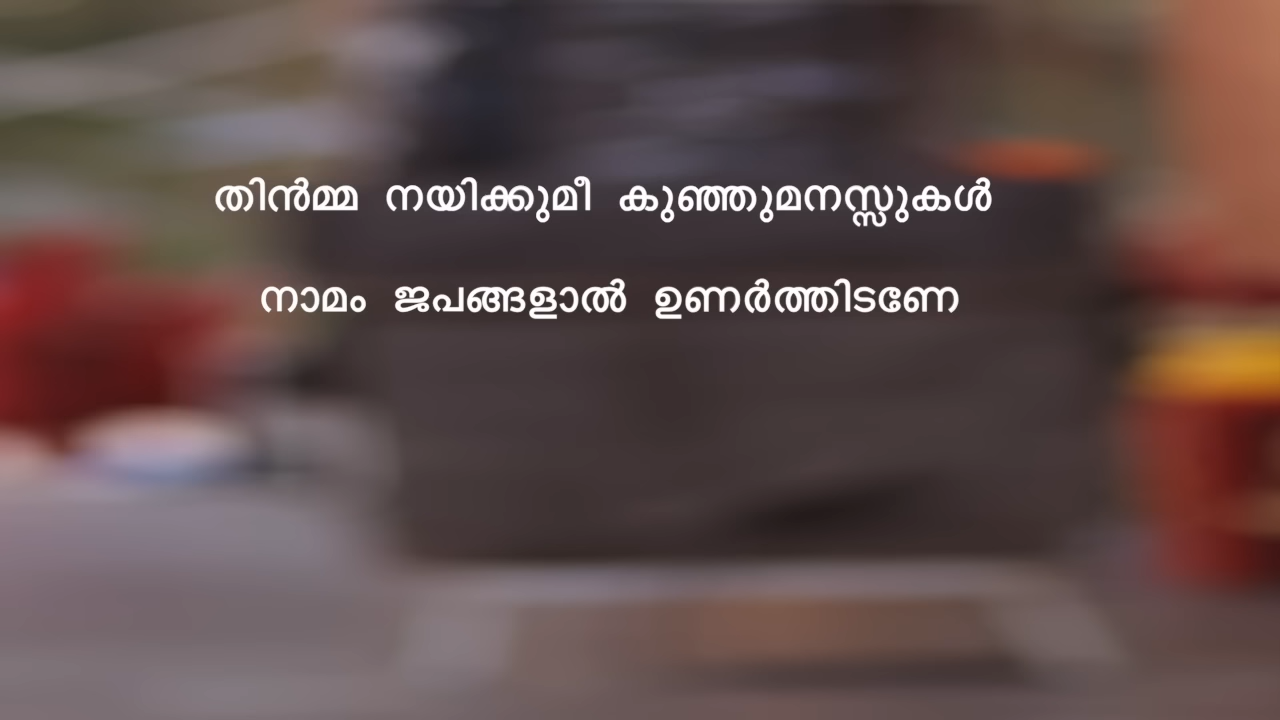 തിൻമ്മ നയിക്കുമീ കുഞ്ഞുമനസ്സുകൾ
നാമം ജപങ്ങളാൽ ഉണർത്തിടണേ